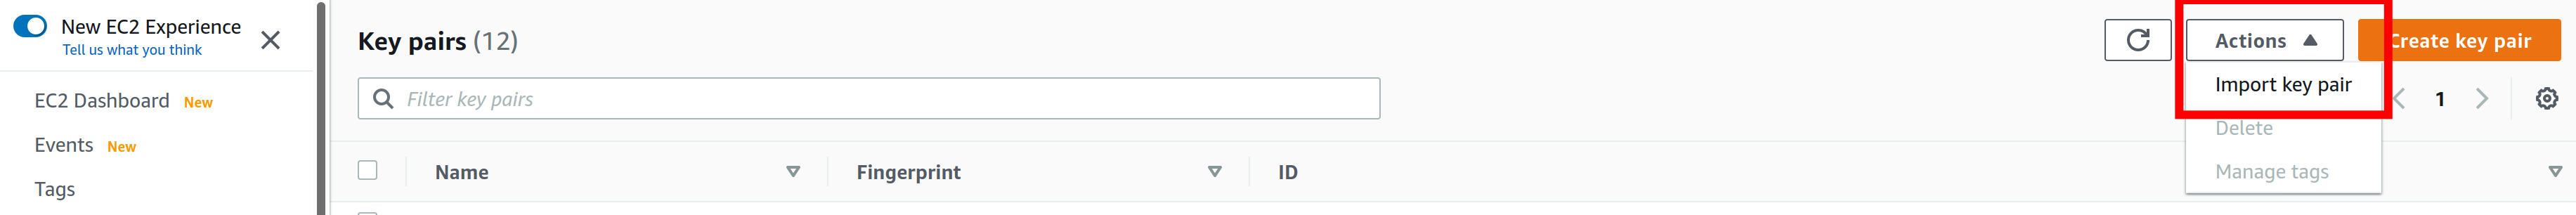 New EC2 Experience
Tell us what you think
EC2 Dashboard New
Events New
Tags
Key pairs (12)
Actions
Create key pair
Filter key pairs
Import key pair
1
Delete
Manage tags
Name
Fingerprint
ID